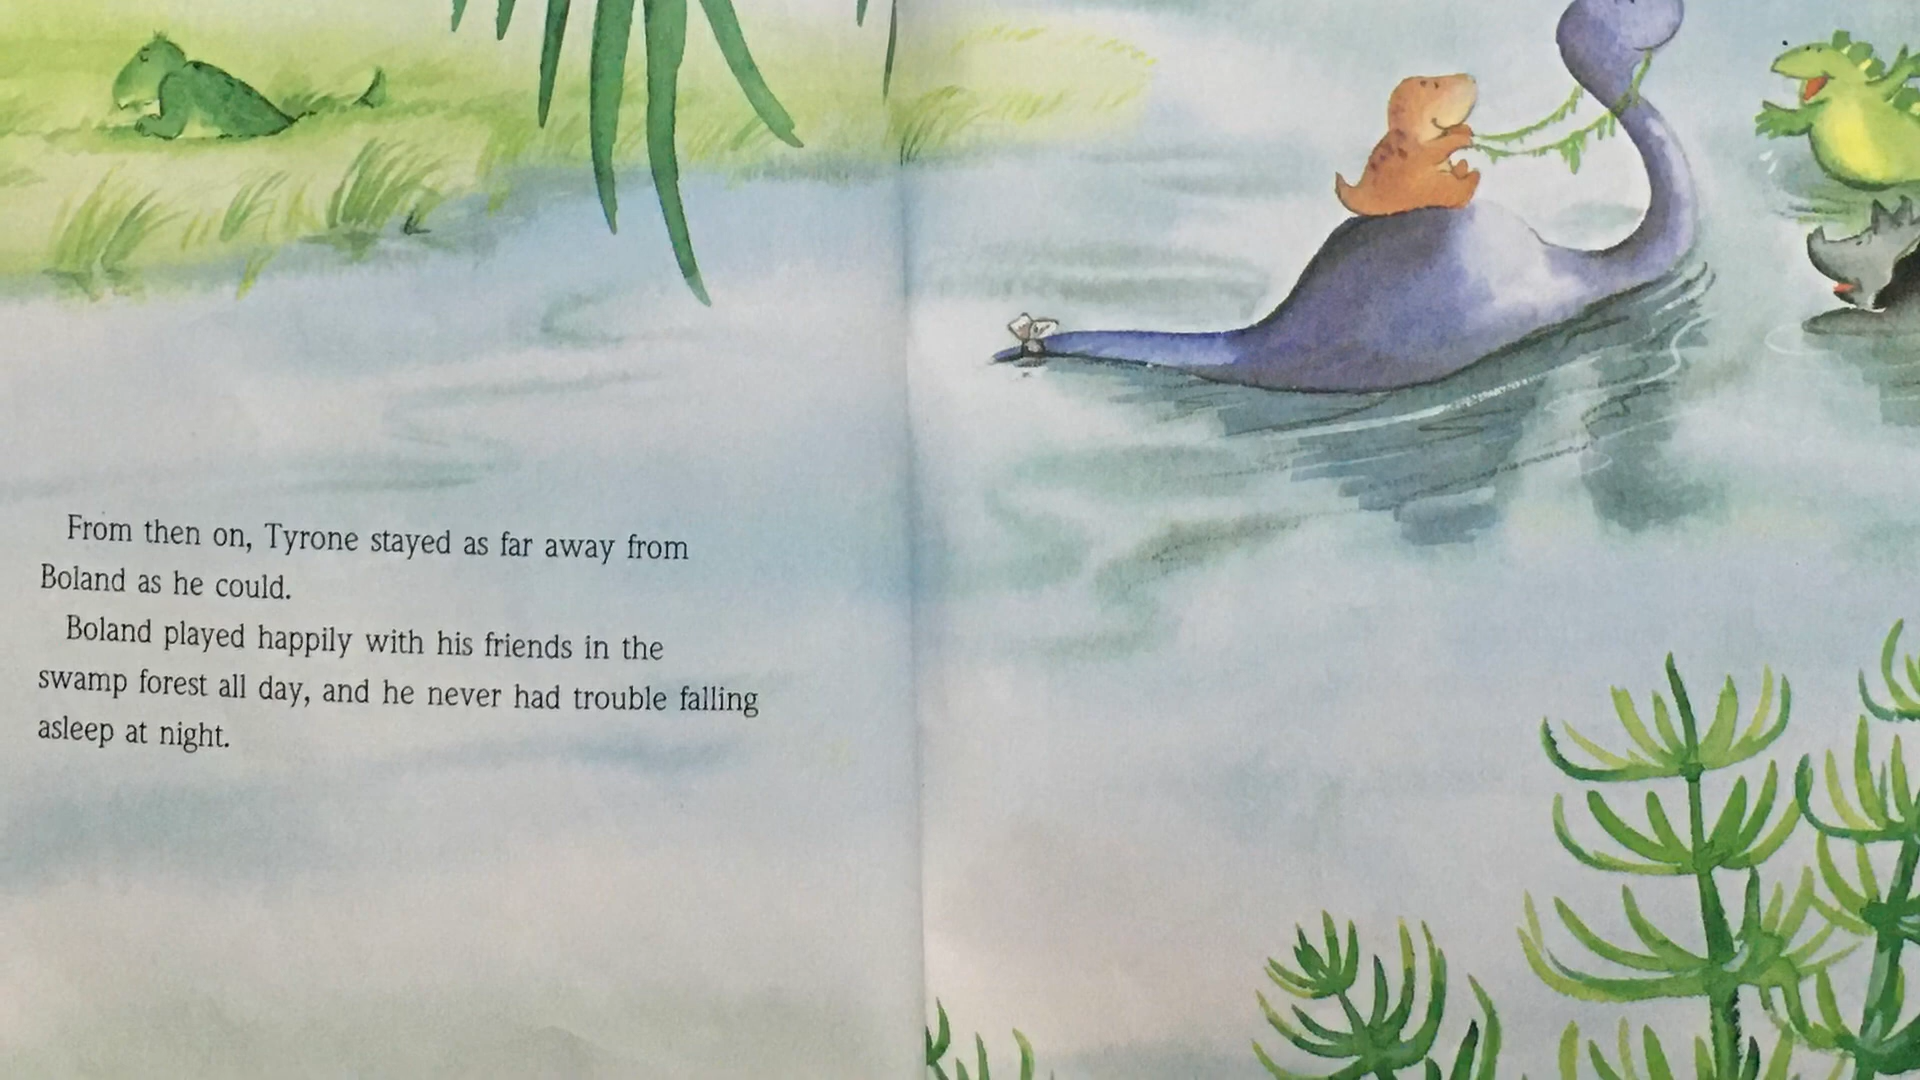 From then on, Tyrone stayed as far away from
Boland as he could.
Boland played happily with his friends in the
swamp forest all day, and he never had trouble falling
asleep at night.